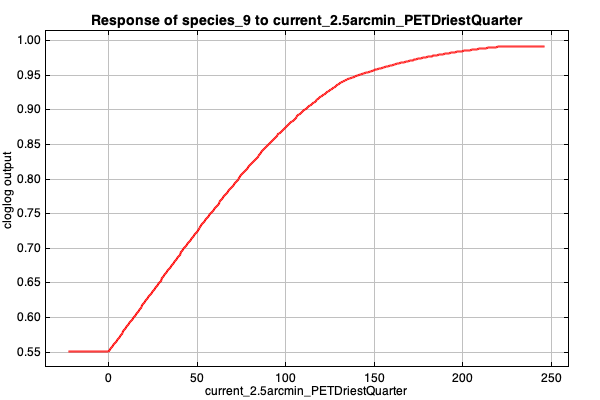 Response of species_9 to current_2.5arcmin_PETDriestQuarter
1.00
0.95
0.90
0.85
0.80
0.75
0.70
0.65
0.60
0.55
cloglog output
0 50 100 150 200 250
current_2.5arcmin_PETDriestQuarter